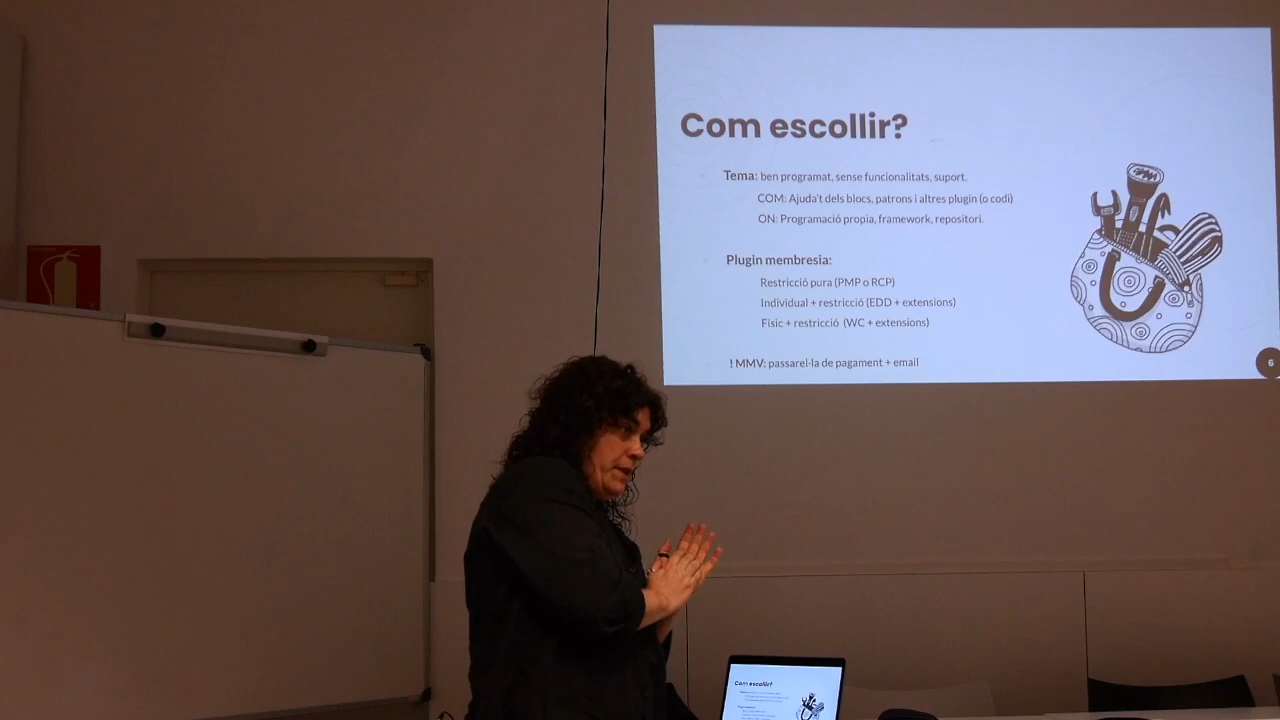 Com escollir?
Tema: ben programat, sense funcionalitats, suport.
COM: Ajuda't dels blocs, patrons i altres plugin (o codi)
ON: Programació propia, framework, repositori.
Plugin membresia:
Restricció pura (PMP o RCP)
Individual + restricció (EDD + extensions)
Físic + restricció (WC + extensions)
! MMV: passarel·la de pagament + email
6
Com escollir?